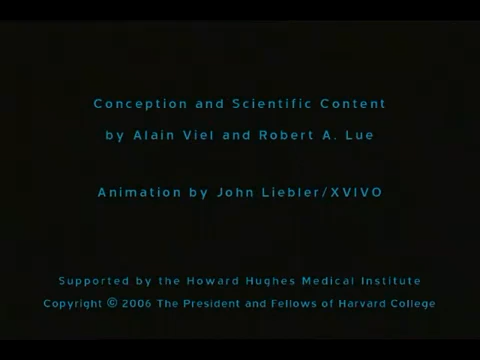 Conception and Scientific Content
by Alain Viel and Robert A. Lue
Animation by John Liebler/XVIVO
Supported by the Howard Hughes Medical Institute
Copyright © 2006 The President and Fellows of Harvard College